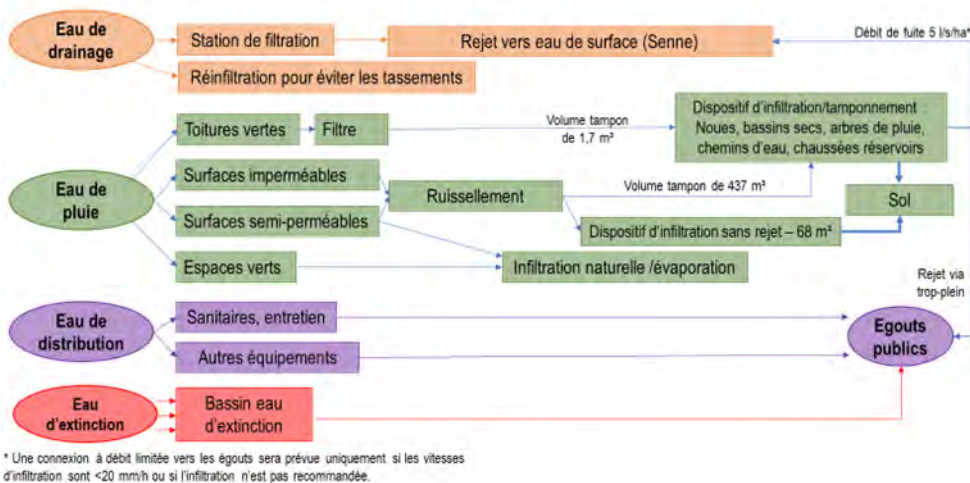 Eau de
drainage
Station de filtration
Rejet vers eau de surface (Senne)
Débit de fuite 5 l/s/ha*
Réinfiltration pour éviter les tassements
Eau de
pluie
Toitures vertes
Filtre
Volume tampon
de 1,7 m³
Dispositif d'infiltration/tamponnement
Noues, bassins secs, arbres de pluie,
chemins d'eau, chaussées réservoirs
Surfaces imperméables
Ruissellement
Volume tampon de 437 m³
Sol
Surfaces semi-perméables
Dispositif d'infiltration sans rejet – 68 m³
Espaces verts
Infiltration naturelle /évaporation
Rejet via
trop-plein
Eau de
distribution
Sanitaires, entretien
Autres équipements
Egouts
publics
Eau
d'extinction
Bassin eau
d'extinction
* Une connexion à débit limitée vers les égouts sera prévue uniquement si les vitesses
d'infiltration sont <20 mm/h ou si l'infiltration n'est pas recommandée.